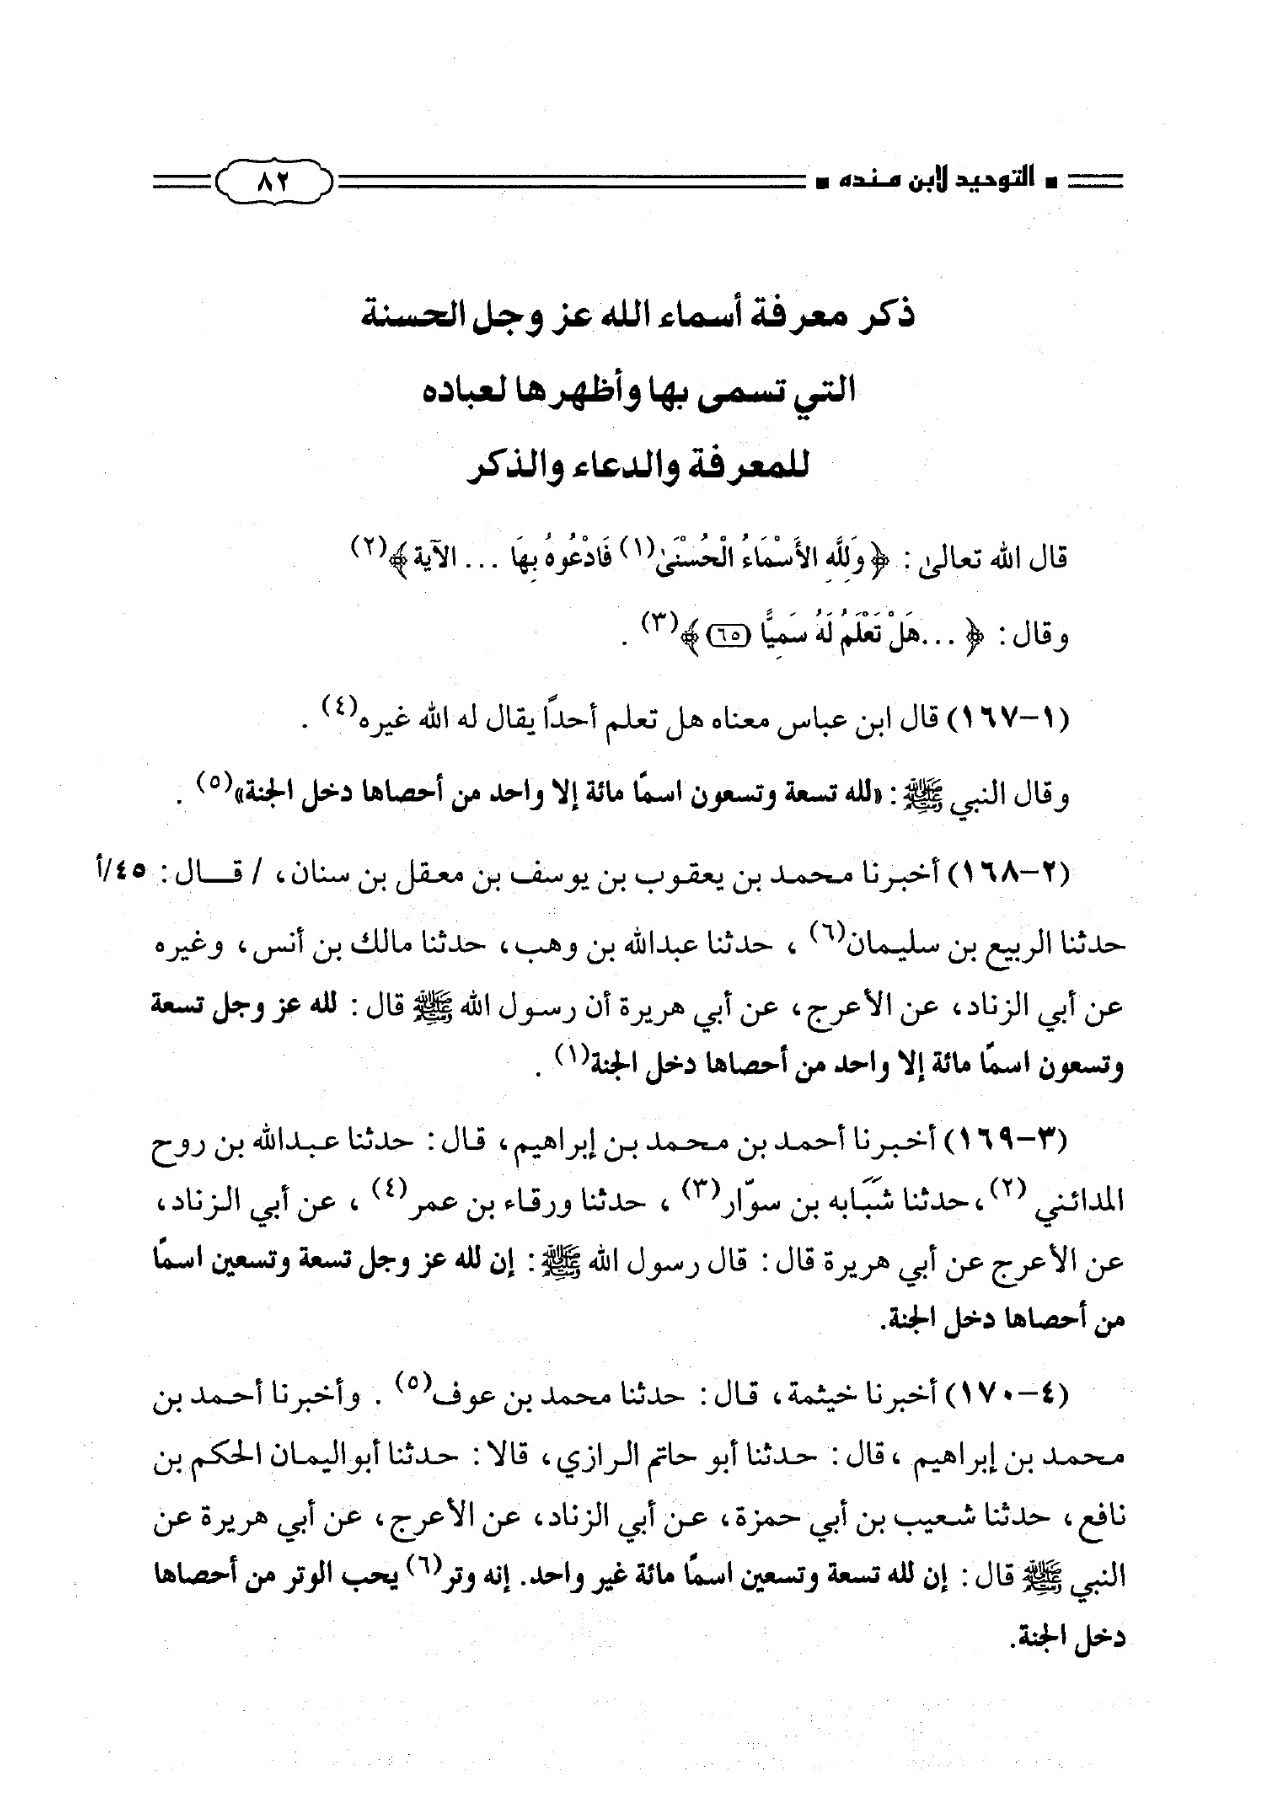 التوحيد لابن منده
٨٢
ذكر معرفة أسماء الله عز وجل الحسنة
التي تسمى بها وأظهرها لعباده
للمعرفة والدعاء والذكر
قال الله تعالىٰ: ﴿وَلِلَّهِ الأَسْمَاءُ الْحُسْنَىٰ(١) فَادْعُوهُ بِهَا ... الآية﴾(٢)
وقال: ﴿...هَلْ تَعْلَمُ لَهُ سَمِيًّا (٦٥)﴾(٣) .
(١-١٦٧) قال ابن عباس معناه هل تعلم أحدًا يقال له الله غيره(٤) .
وقال النبي ﷺ: «لله تسعة وتسعون اسمًا مائة إلا واحد من أحصاها دخل الجنة»(٥) .
(٢-١٦٨) أخبرنا محمد بن يعقوب بن يوسف بن معقل بن سنان، / قـــال: ٤٥/أ
حدثنا الربيع بن سليمان(٦) ، حدثنا عبدالله بن وهب، حدثنا مالك بن أنس، وغيره
عن أبي الزناد، عن الأعرج، عن أبي هريرة أن رسول الله ﷺ قال: لله عز وجل تسعة
وتسعون اسمًا مائة إلا واحد من أحصاها دخل الجنة(١) .
(٣-١٦٩) أخبرنا أحمد بن محمد بن إبراهيم، قال: حدثنا عبدالله بن روح
المدائني (٢)، حدثنا شَبَابه بن سوّار(٣) ، حدثنا ورقاء بن عمر(٤) ، عن أبي الزناد،
عن الأعرج عن أبي هريرة قال: قال رسول الله ﷺ: إن لله عز وجل تسعة وتسعين اسمًا
من أحصاها دخل الجنة.
(٤-١٧٠) أخبرنا خيثمة، قال: حدثنا محمد بن عوف(٥) . وأخبرنا أحمد بن
محمد بن إبراهيم ،قال: حدثنا أبو حاتم الرازي، قالا: حدثنا أبواليمان الحكم بن
نافع، حدثنا شعيب بن أبي حمزة، عن أبي الزناد، عن الأعرج، عن أبي هريرة عن
النبي ﷺ قال: إن لله تسعة وتسعين اسمًا مائة غير واحد. إنه وتر(٦) يحب الوتر من أحصاها
دخل الجنة.